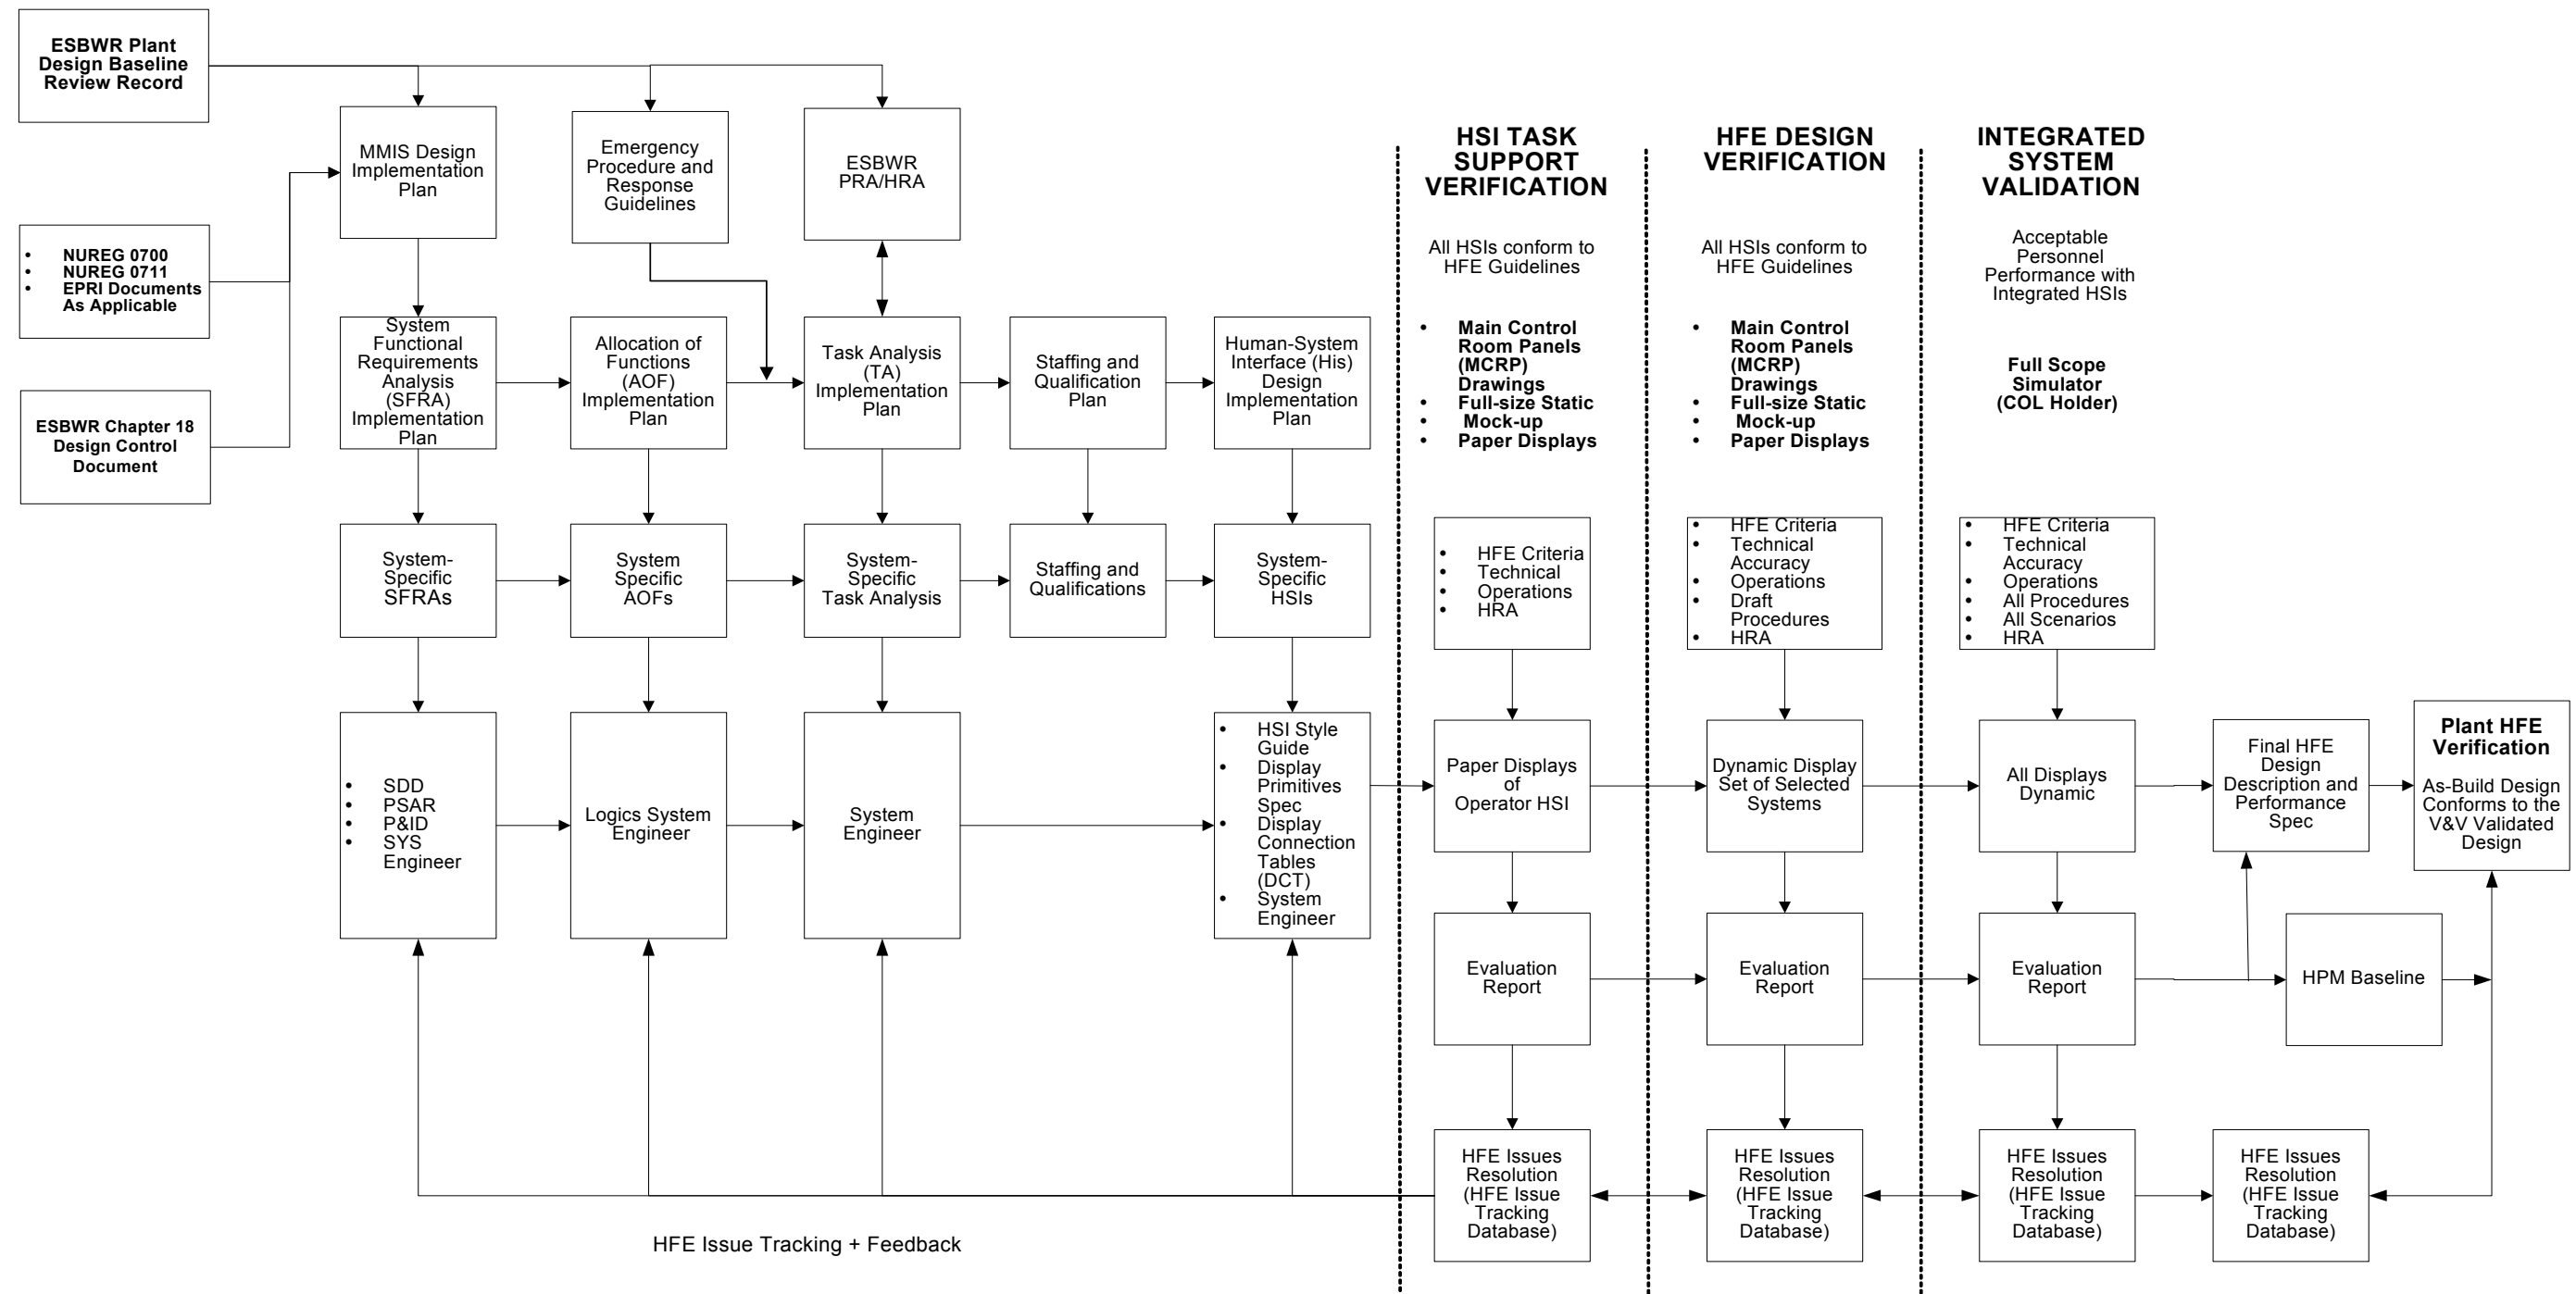 ESBWR Plant
Design Baseline
Review Record
• NUREG 0700
• NUREG 0711
• EPRI Documents
As Applicable
ESBWR Chapter 18
Design Control
Document
MMIS Design
Implementation
Plan
Emergency
Procedure and
Response
Guidelines
ESBWR
PRA/HRA
System
Functional
Requirements
Analysis
(SFRA)
Implementation
Plan
Allocation of
Functions
(AOF)
Implementation
Plan
Task Analysis
(TA)
Implementation
Plan
Staffing and
Qualification
Plan
Human-System
Interface (His)
Design
Implementation
Plan
System-
Specific
SFRAs
System
Specific
AOFs
System-
Specific
Task Analysis
Staffing and
Qualifications
System-
Specific
HSIs
• SDD
• PSAR
• P&ID
• SYS
Engineer
Logics System
Engineer
System
Engineer
• HSI Style
Guide
• Display
Primitives
Spec
• Display
Connection
Tables
(DCT)
• System
Engineer
HFE Issue Tracking + Feedback
HSI TASK
SUPPORT
VERIFICATION
All HSIs conform to
HFE Guidelines
• Main Control
Room Panels
(MCRP)
Drawings
• Full-size Static
• Mock-up
• Paper Displays
• HFE Criteria
• Technical
• Operations
• HRA
Paper Displays
of
Operator HSI
Evaluation
Report
HFE Issues
Resolution
(HFE Issue
Tracking
Database)
HFE DESIGN
VERIFICATION
All HSIs conform to
HFE Guidelines
• Main Control
Room Panels
(MCRP)
Drawings
• Full-size Static
• Mock-up
• Paper Displays
• HFE Criteria
• Technical
Accuracy
• Operations
• Draft
Procedures
• HRA
Dynamic Display
Set of Selected
Systems
Evaluation
Report
HFE Issues
Resolution
(HFE Issue
Tracking
Database)
INTEGRATED
SYSTEM
VALIDATION
Acceptable
Personnel
Performance with
Integrated HSIs
Full Scope
Simulator
(COL Holder)
• HFE Criteria
• Technical
Accuracy
• Operations
• All Procedures
• All Scenarios
• HRA
All Displays
Dynamic
Evaluation
Report
HFE Issues
Resolution
(HFE Issue
Tracking
Database)
Final HFE
Design
Description and
Performance
Spec
HPM Baseline
HFE Issues
Resolution
(HFE Issue
Tracking
Database)
Plant HFE
Verification
As-Build Design
Conforms to the
V&V Validated
Design